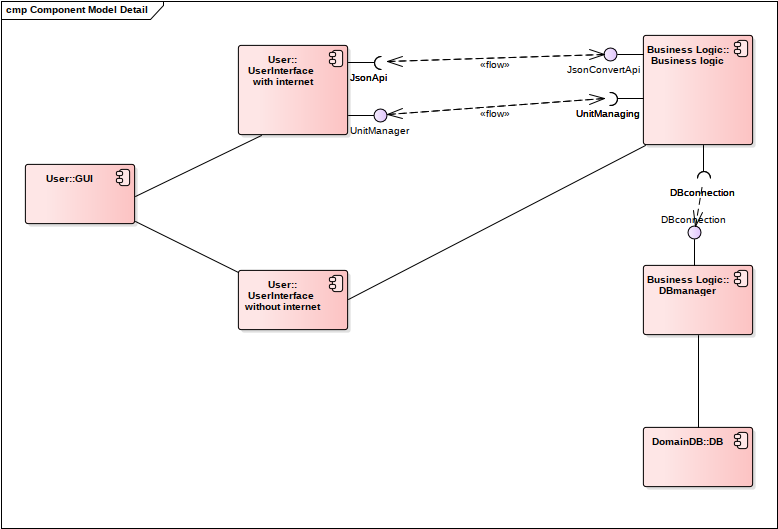 cmp Component Model Detail
User::
UserInterface
with internet
JsonApi
«flow»
JsonConvertApi
Business Logic::
Business logic
UnitManager
«flow»
UnitManaging
User::GUI
DBconnection
DBconnection
User::
UserInterface
without internet
Business Logic::
DBmanager
DomainDB::DB